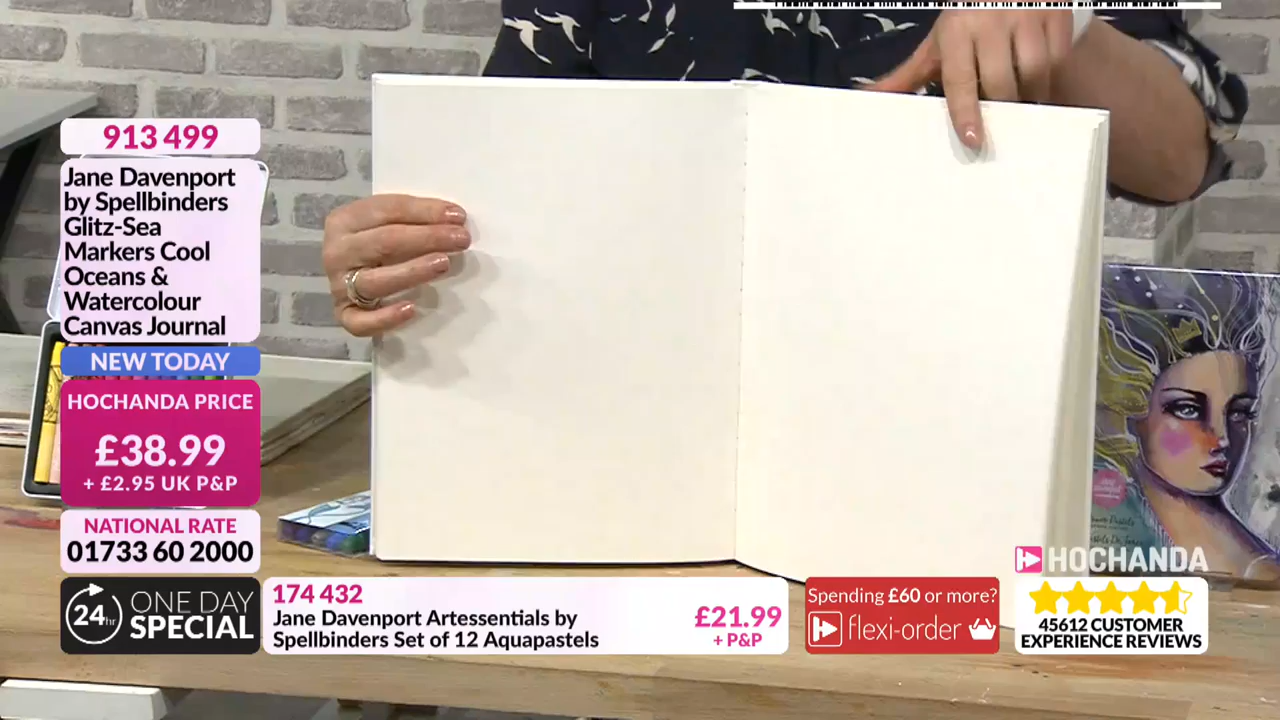 913 499
Jane Davenport
by Spellbinders
Glitz-Sea
Markers Cool
Oceans &
Watercolour
Canvas Journal
NEW TODAY
HOCHANDA PRICE
£38.99
+ £2.95 UK P&P
NATIONAL RATE
01733 60 2000
24hr
ONE DAY
SPECIAL
174 432
Jane Davenport Artessentials by
Spellbinders Set of 12 Aquapastels
£21.99
+ P&P
Spending £60 or more?
flexi-order
HOCHANDA
45612 CUSTOMER
EXPERIENCE REVIEWS